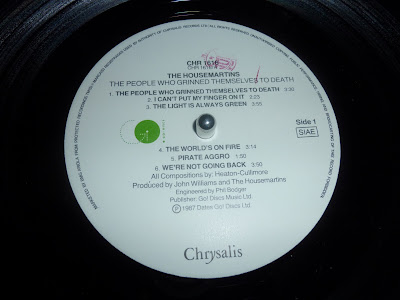 CHR 1616
CHR 1616 A
THE HOUSEMARTINS
THE PEOPLE WHO GRINNED THEMSELVES TO DEATH
1. THE PEOPLE WHO GRINNED THEMSELVES TO DEATH 3:30
2. I CAN'T PUT MY FINGER ON IT 2:23
3. THE LIGHT IS ALWAYS GREEN 3:55
Side 1
SIAE
4. THE WORLD'S ON FIRE 3:14
5. PIRATE AGGRO 1:50
6. WE'RE NOT GOING BACK 3:50
All Compositions by: Heaton-Cullimore
Produced by John Williams and The Housemartins
Engineered by Phil Bodger
Publisher: Go! Discs Music Ltd
℗ 1987 Dates Go! Discs Ltd.
Chrysalis